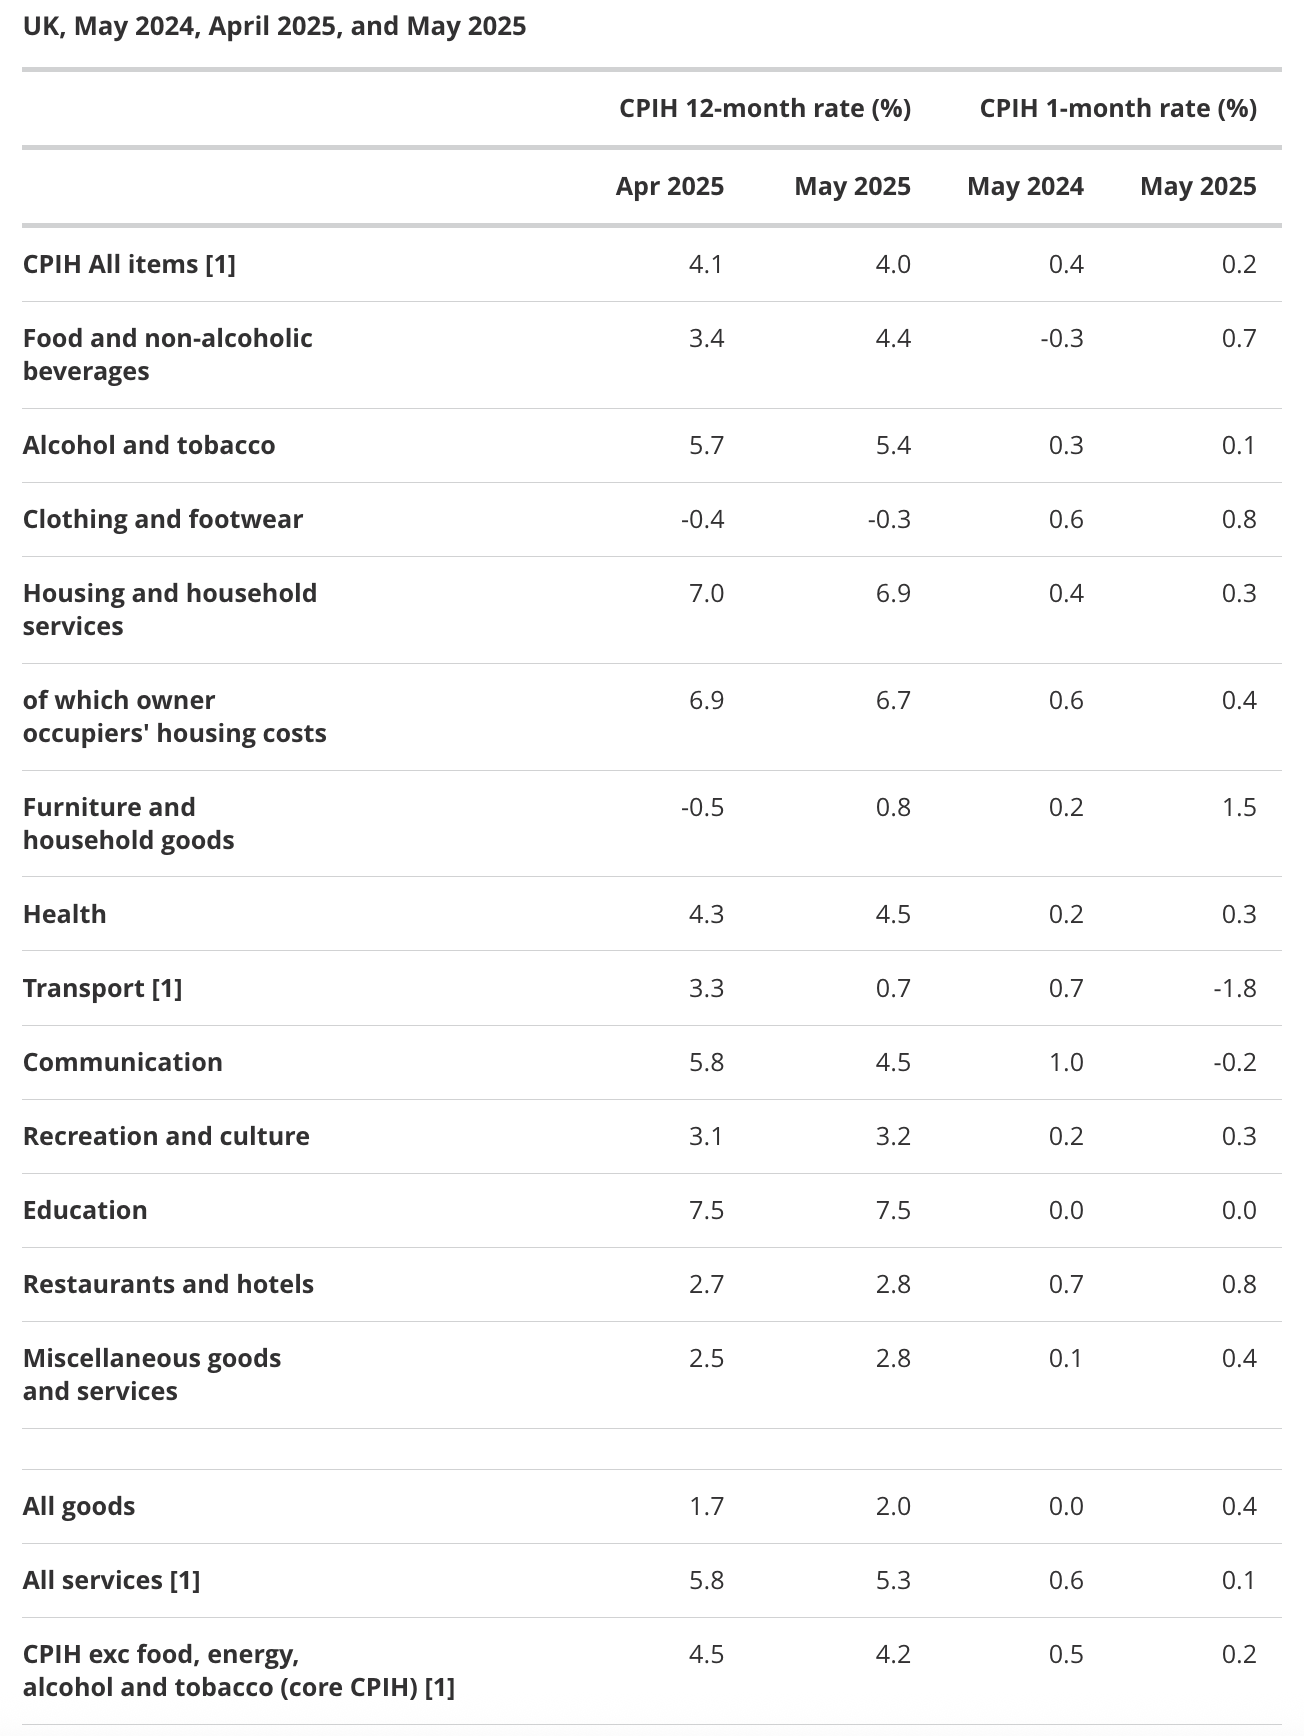 UK, May 2024, April 2025, and May 2025
CPIH 12-month rate (%) CPIH 1-month rate (%)
Apr 2025 May 2025 May 2024 May 2025
CPIH All items [1] 4.1 4.0 0.4 0.2
Food and non-alcoholic 3.4 4.4 -0.3 0.7
beverages
Alcohol and tobacco 5.7 5.4 0.3 0.1
Clothing and footwear -0.4 -0.3 0.6 0.8
Housing and household 7.0 6.9 0.4 0.3
services
of which owner 6.9 6.7 0.6 0.4
occupiers' housing costs
Furniture and -0.5 0.8 0.2 1.5
household goods
Health 4.3 4.5 0.2 0.3
Transport [1] 3.3 0.7 0.7 -1.8
Communication 5.8 4.5 1.0 -0.2
Recreation and culture 3.1 3.2 0.2 0.3
Education 7.5 7.5 0.0 0.0
Restaurants and hotels 2.7 2.8 0.7 0.8
Miscellaneous goods 2.5 2.8 0.1 0.4
and services
All goods 1.7 2.0 0.0 0.4
All services [1] 5.8 5.3 0.6 0.1
CPIH exc food, energy, 4.5 4.2 0.5 0.2
alcohol and tobacco (core CPIH) [1]